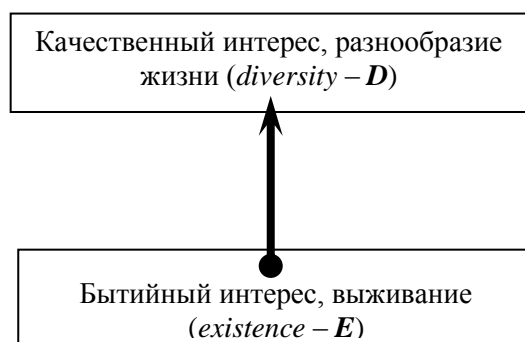 Качественный интерес, разнообразие
жизни (diversity – D)
Бытийный интерес, выживание
(existence – E)